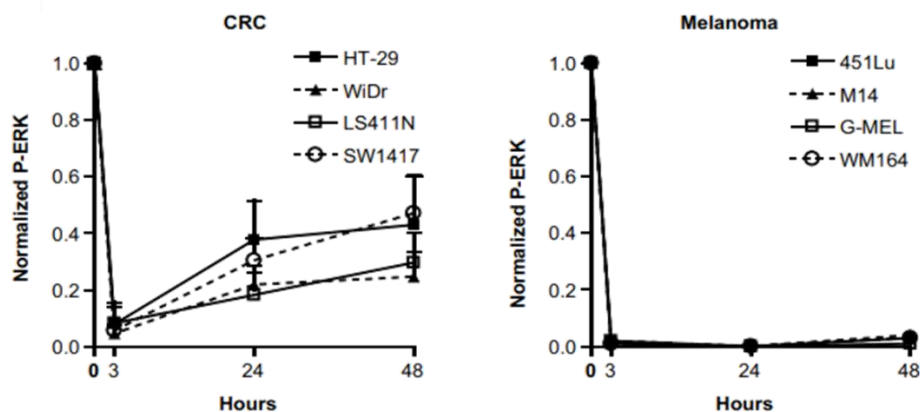 CRC
HT-29
WiDr
LS411N
SW1417
Normalized P-ERK
1.0
0.8
0.6
0.4
0.2
0.0
0 3 24 48
Hours
Melanoma
451Lu
M14
G-MEL
WM164
Normalized P-ERK
1.0
0.8
0.6
0.4
0.2
0.0
0 3 24 48
Hours